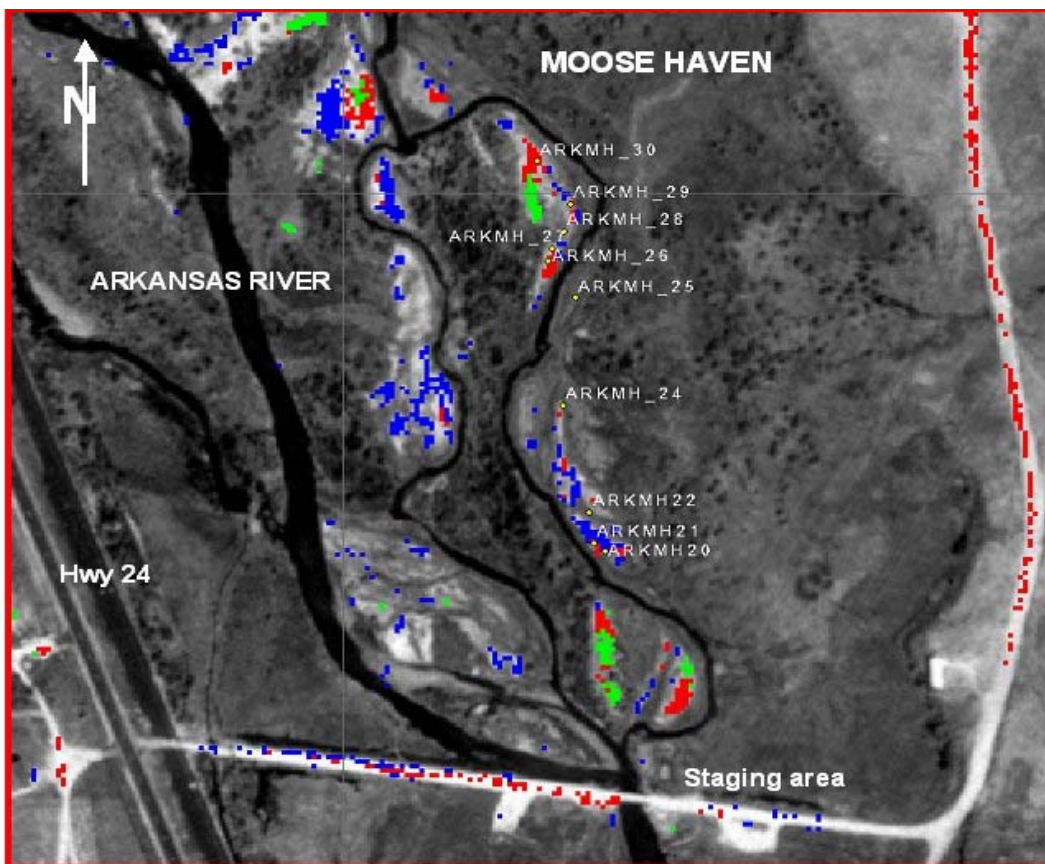 MOOSE HAVEN
N
ARKMH_30
ARKMH_29
ARKMH_28
ARKMH_27
ARKMH_26
ARKANSAS RIVER
ARKMH_25
ARKMH_24
ARKMH22
ARKMH21
ARKMH20
Hwy 24
Staging area